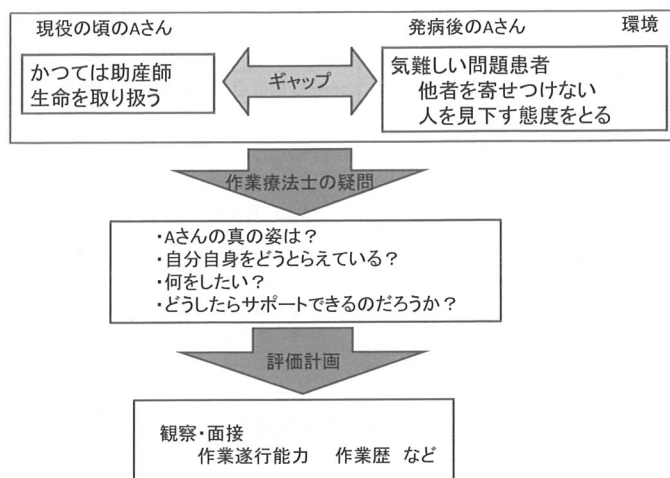 現役の頃のAさん
発病後のAさん
環境
かつては助産師
生命を取り扱う
ギャップ
気難しい問題患者
他者を寄せつけない
人を見下す態度をとる
作業療法士の疑問
・Aさんの真の姿は?
・自分自身をどうとらえている?
・何をしたい?
・どうしたらサポートできるのだろうか?
評価計画
観察・面接
作業遂行能力 作業歴 など